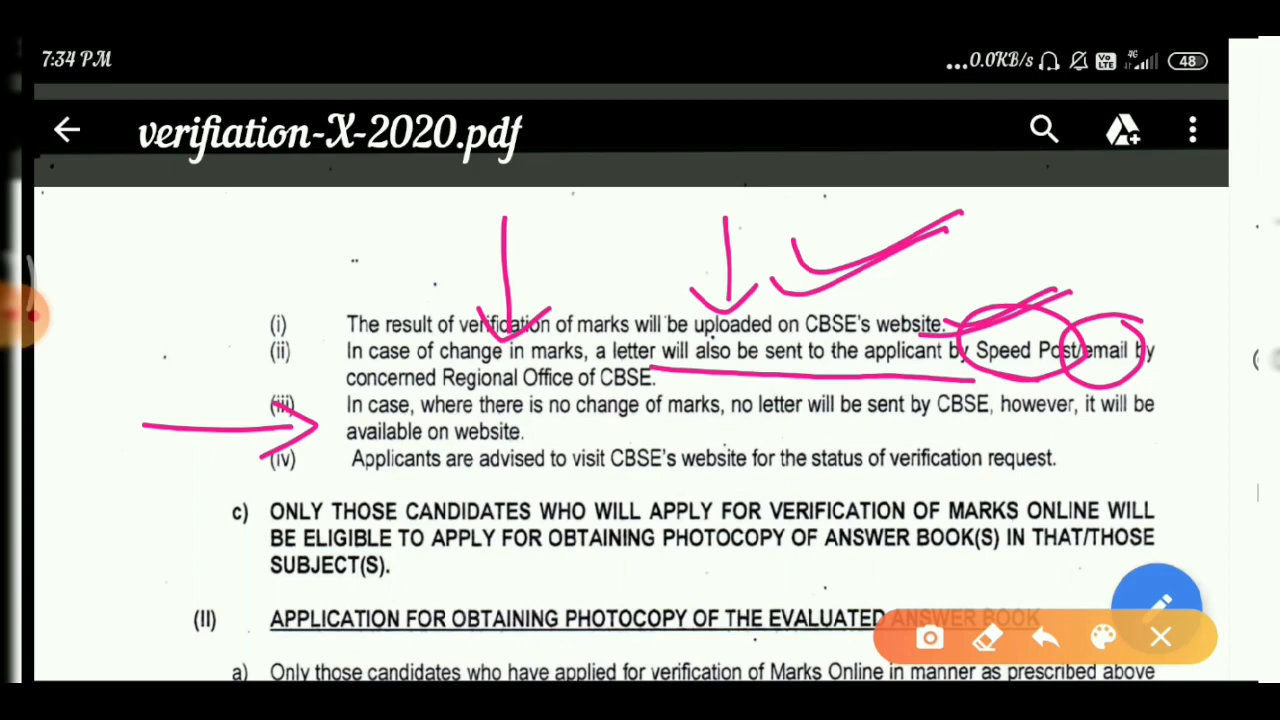 7:34 PM
...0.0KB/s
Vo LTE
4G
48
verifiation-X-2020.pdf
(i) The result of verification of marks will be uploaded on CBSE's website.
(ii) In case of change in marks, a letter will also be sent to the applicant by Speed Post/email by
concerned Regional Office of CBSE.
(iii) In case, where there is no change of marks, no letter will be sent by CBSE, however, it will be
available on website.
(iv) Applicants are advised to visit CBSE's website for the status of verification request.
c) ONLY THOSE CANDIDATES WHO WILL APPLY FOR VERIFICATION OF MARKS ONLINE WILL
BE ELIGIBLE TO APPLY FOR OBTAINING PHOTOCOPY OF ANSWER BOOK(S) IN THAT/THOSE
SUBJECT(S).
(II) APPLICATION FOR OBTAINING PHOTOCOPY OF THE EVALUATED ANSWER BOOK
a) Only those candidates who have applied for verification of Marks Online in manner as prescribed above